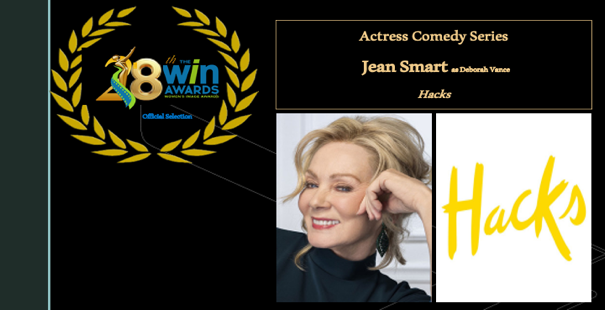 28th THE
win
AWARDS
WOMEN'S IMAGE AWARDS
Official Selection
Actress Comedy Series
Jean Smart as Deborah Vance
Hacks
Hacks